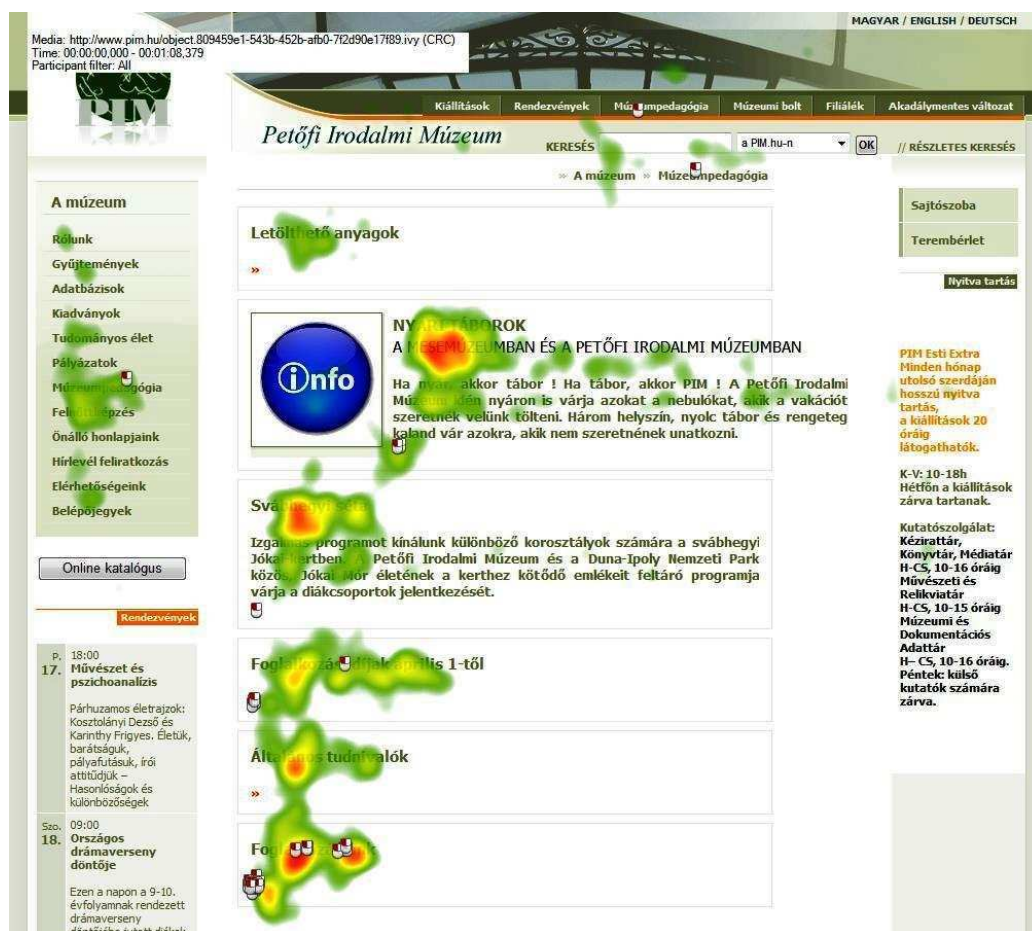 MAGYAR / ENGLISH / DEUTSCH
Media: http://www.pim.hu/object.809459e1-543b-452b-afb0-7f2d90e17f89.ivy (CRC)
Time: 00:00:00,000 - 00:01:08,379
Participant filter: All
PIM
Kiállítások Rendezvények Múzeumpedagógia Múzeumi bolt Filiálék Akadálymentes változat
Petőfi Irodalmi Múzeum
KERESÉS a PIM.hu-n OK // RÉSZLETES KERESÉS
» A múzeum » Múzeumpedagógia
A múzeum
Rólunk
Gyűjtemények
Adatbázisok
Kiadványok
Tudományos élet
Pályázatok
Múzeumpedagógia
Felnőttképzés
Önálló honlapjaink
Hírlevél feliratkozás
Elérhetőségeink
Belépőjegyek
Online katalógus
Rendezvények
P. 18:00
17. Művészet és
pszichoanalízis
Párhuzamos életrajzok:
Kosztolányi Dezső és
Karinthy Frigyes. Életük,
barátságuk,
pályafutásuk, írói
attitűdjük –
Hasonlóságok és
különbözőségek
Szo. 09:00
18. Országos
drámaverseny
döntője
Ezen a napon a 9-10.
évfolyamnak rendezett
drámaverseny
döntőjébe jutott diákok
Letölthető anyagok
»
info
NYÁRI TÁBOROK
A MESEMÚZEUMBAN ÉS A PETŐFI IRODALMI MÚZEUMBAN
Ha nyár, akkor tábor ! Ha tábor, akkor PIM ! A Petőfi Irodalmi
Múzeum idén nyáron is várja azokat a nebulókat, akik a vakációt
szeretnék velünk tölteni. Három helyszín, nyolc tábor és rengeteg
kaland vár azokra, akik nem szeretnének unatkozni.
Svábhegyi séta
Izgalmas programot kínálunk különböző korosztályok számára a svábhegyi
Jókai-kertben. A Petőfi Irodalmi Múzeum és a Duna-Ipoly Nemzeti Park
közös, Jókai Mór életének a kerthez kötődő emlékeit feltáró programja
várja a diákcsoportok jelentkezését.
Foglalkozási díjak április 1-től
Általános tudnivalók
»
Foglalkozásaink
Sajtószoba
Terembérlet
Nyitva tartás
PIM Esti Extra
Minden hónap
utolsó szerdáján
hosszú nyitva
tartás,
a kiállítások 20
óráig
látogathatók.
K-V: 10-18h
Hétfőn a kiállítások
zárva tartanak.
Kutatószolgálat:
Kézirattár,
Könyvtár, Médiatár
H-CS, 10-16 óráig
Művészeti és
Relikviatár
H-CS, 10-15 óráig
Múzeumi és
Dokumentációs
Adattár
H– CS, 10-16 óráig.
Péntek: külső
kutatók számára
zárva.